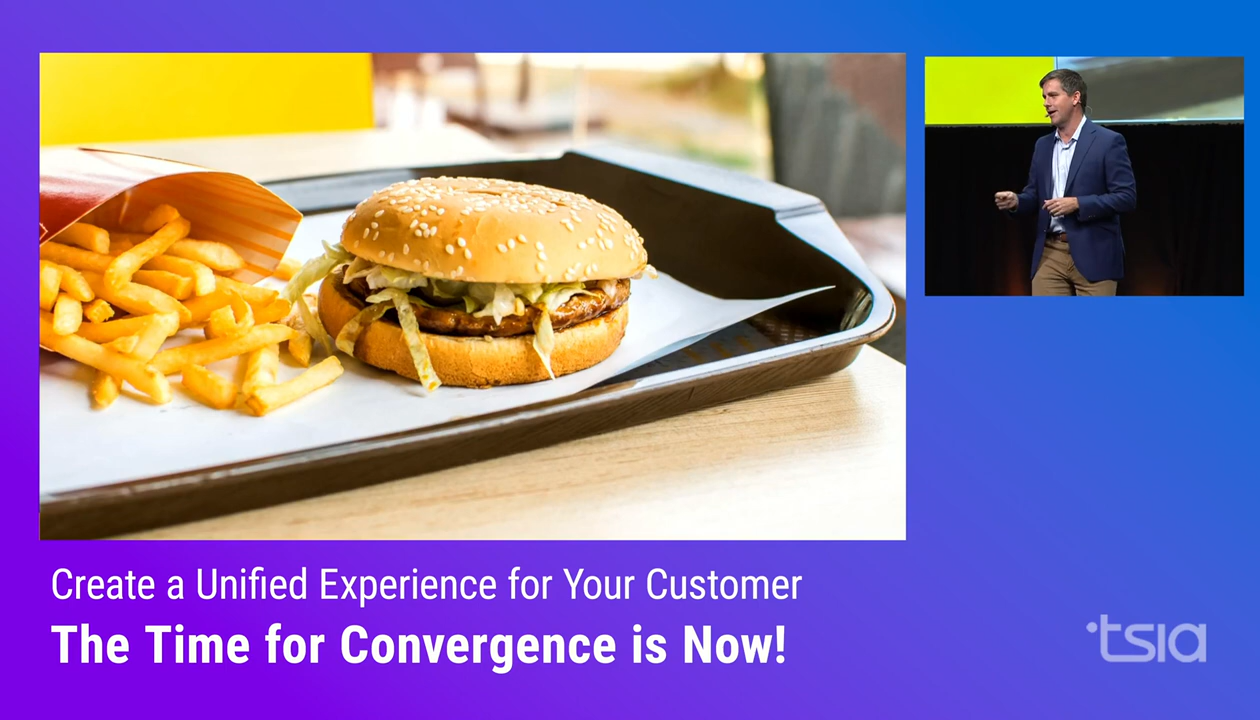 Create a Unified Experience for Your Customer
The Time for Convergence is Now!
tsia